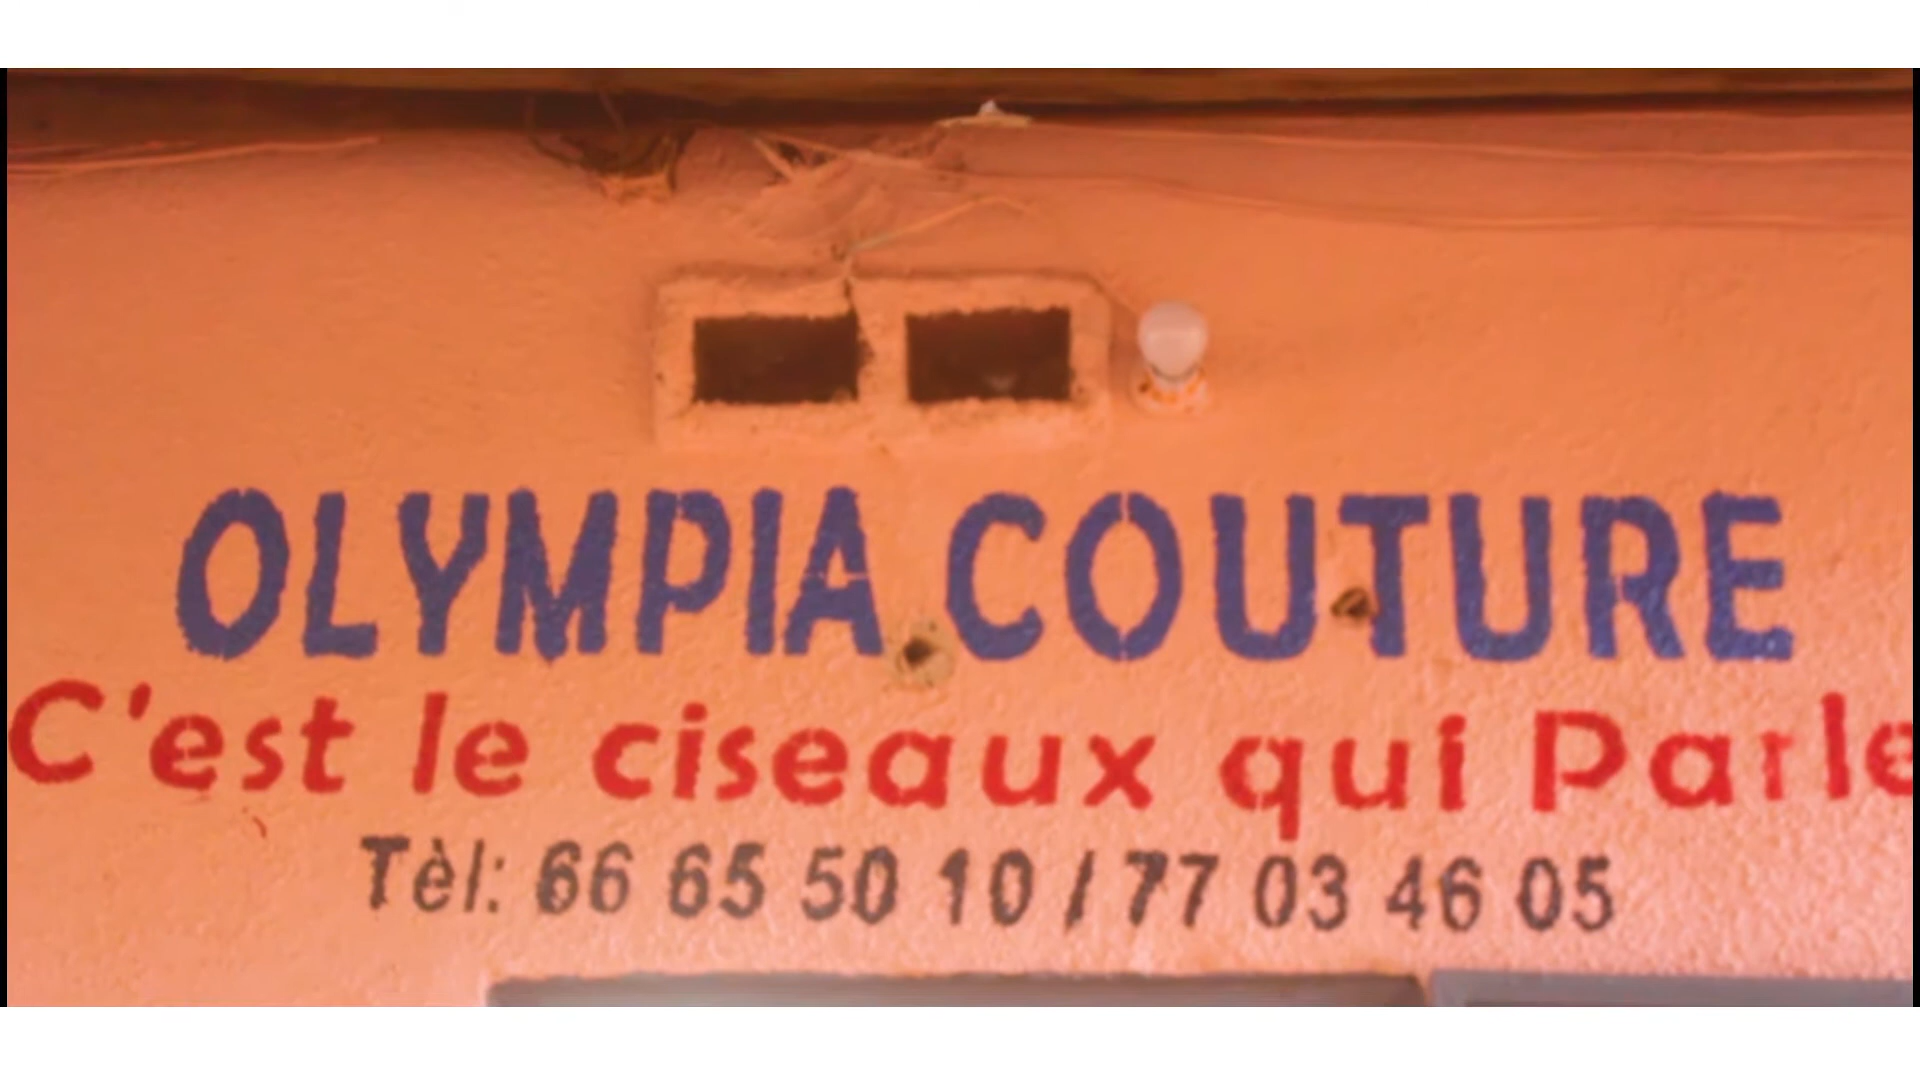 OLYMPIA COUTURE
C'est le ciseaux qui Parle
Tèl: 66 65 50 10 / 77 03 46 05